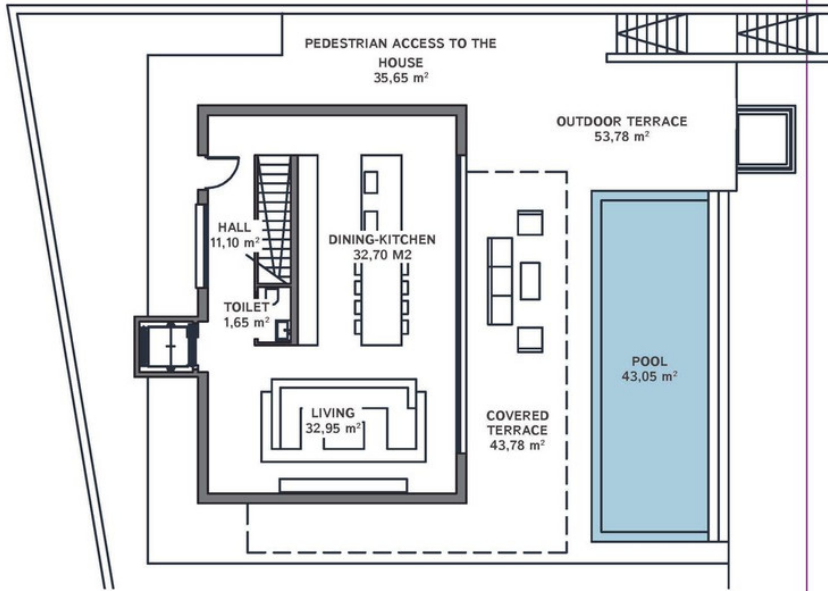 PEDESTRIAN ACCESS TO THE
HOUSE
35,65 m²
OUTDOOR TERRACE
53,78 m²
HALL
11,10 m²
DINING-KITCHEN
32,70 M2
TOILET
1,65 m²
POOL
43,05 m²
LIVING
32,95 m²
COVERED
TERRACE
43,78 m²